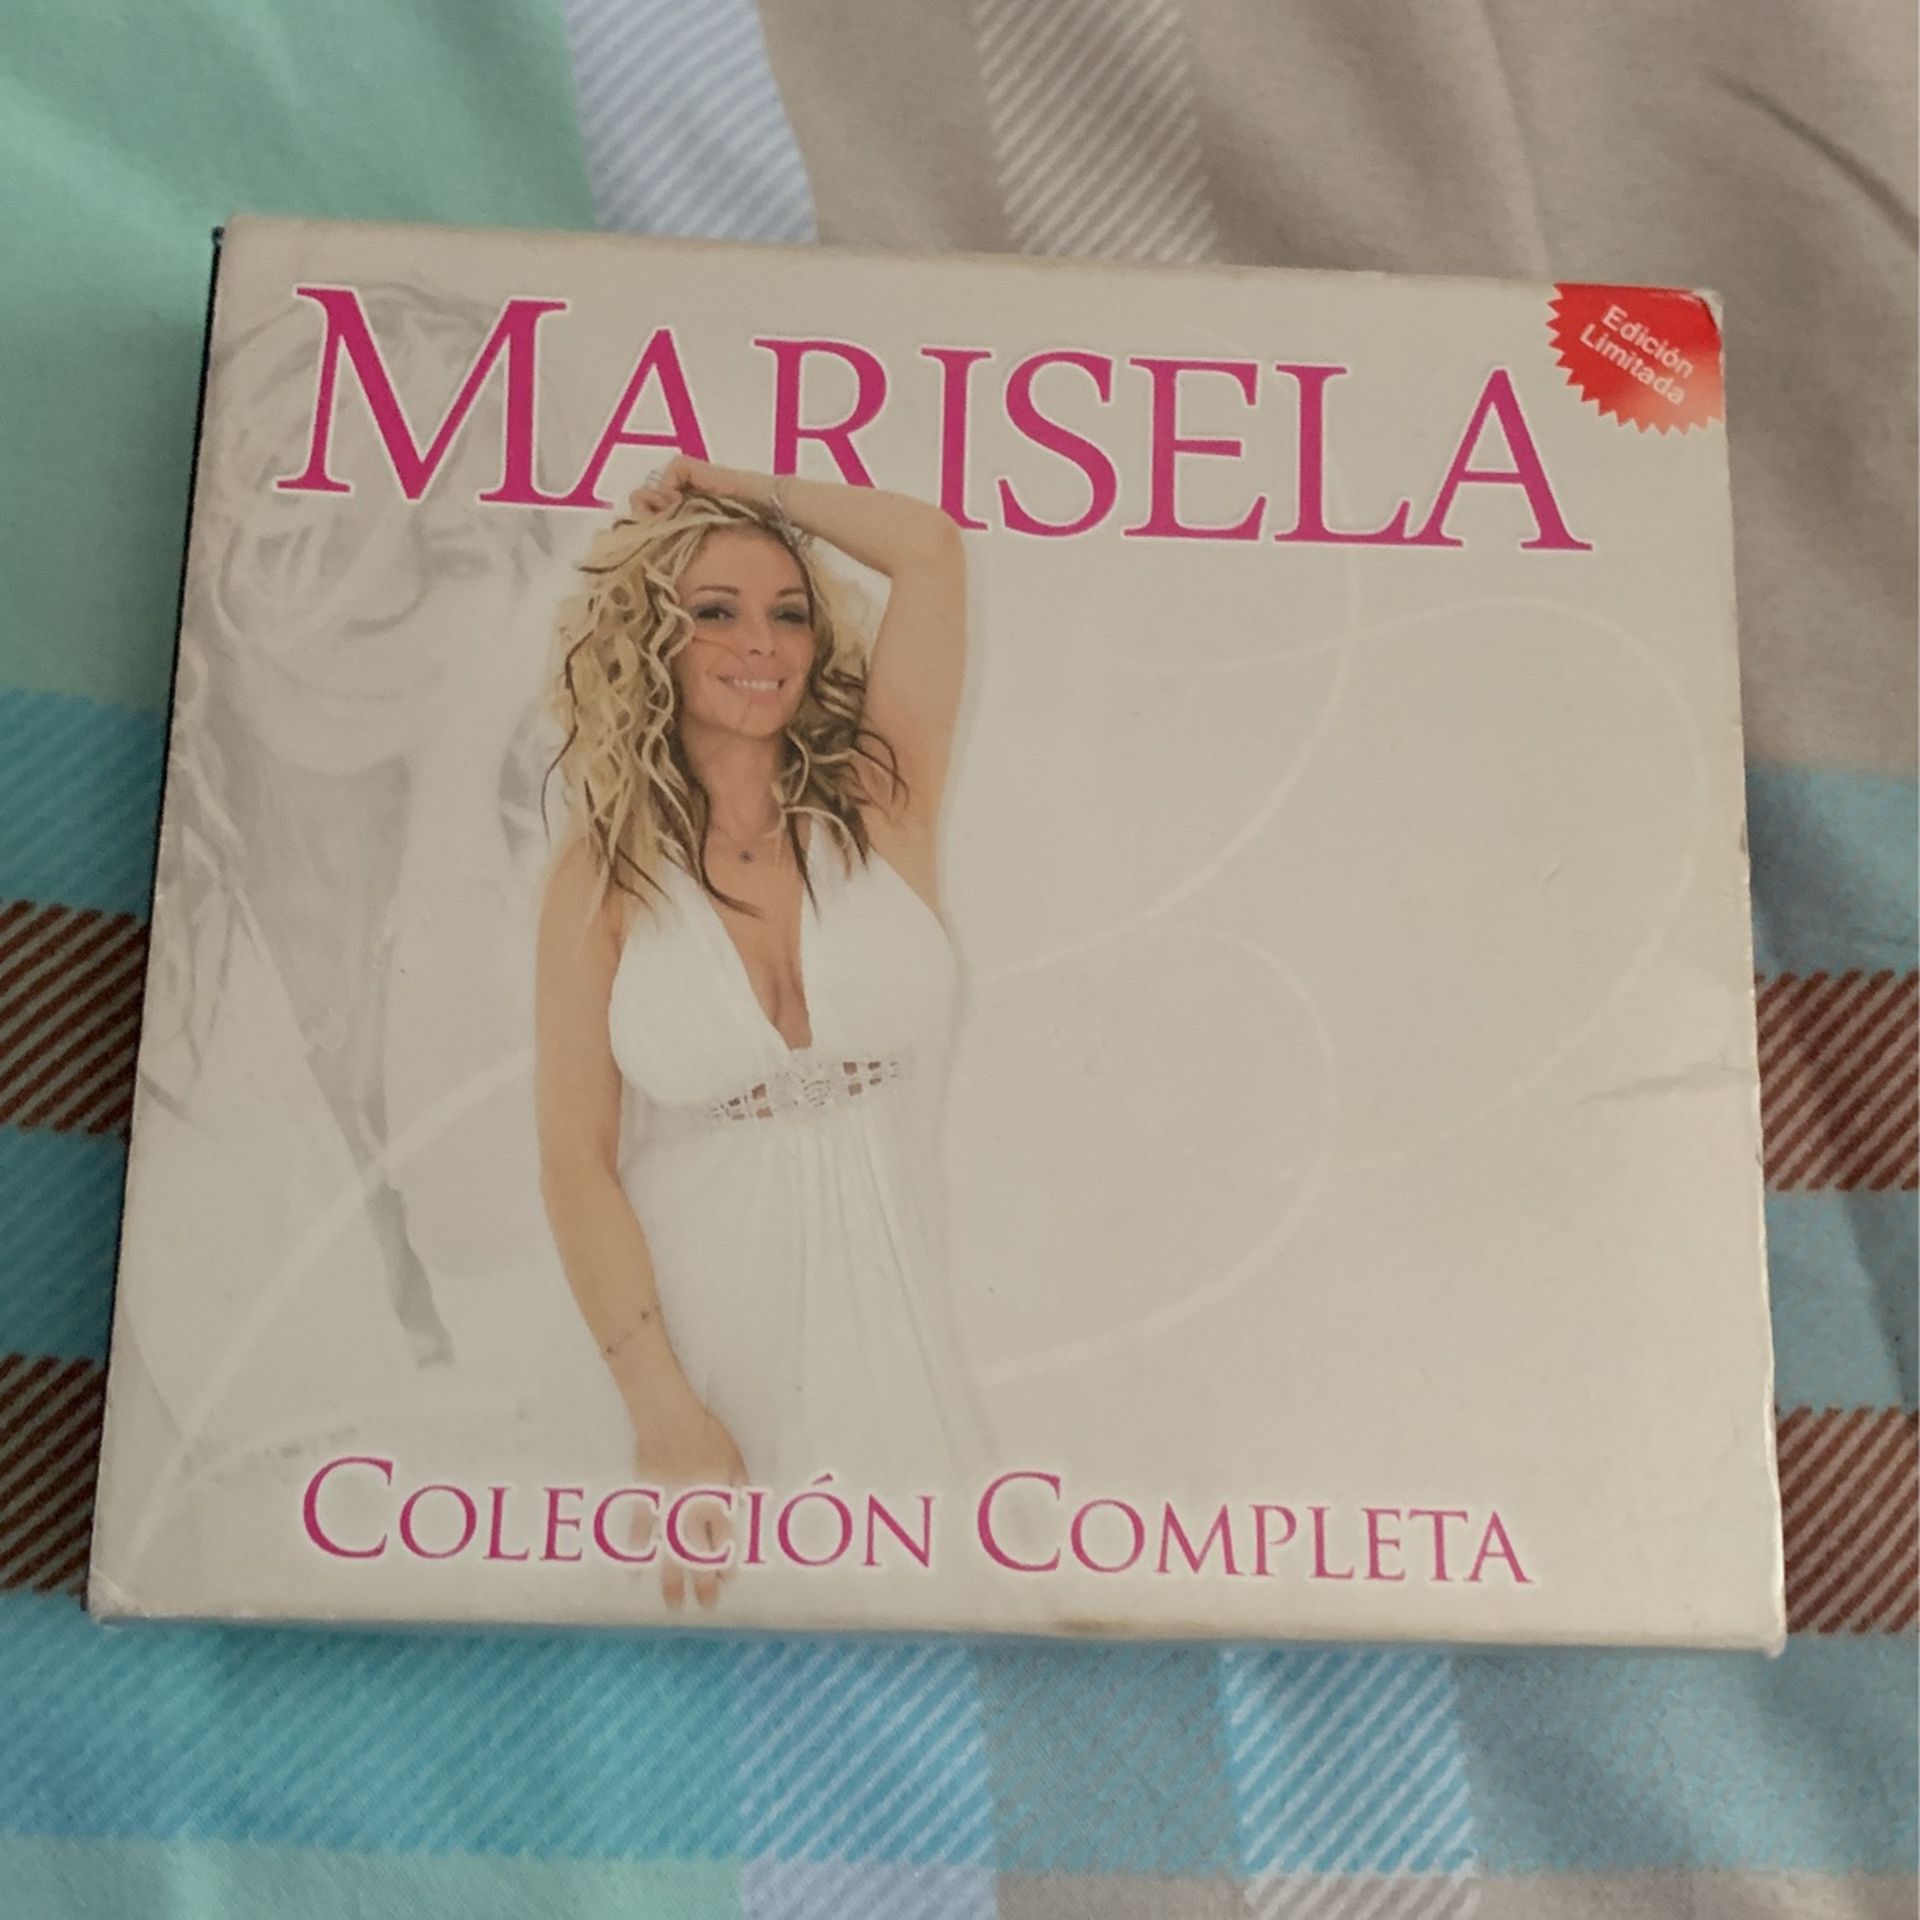 MARISELA
Edición
Limitada
COLECCIÓN COMPLETA